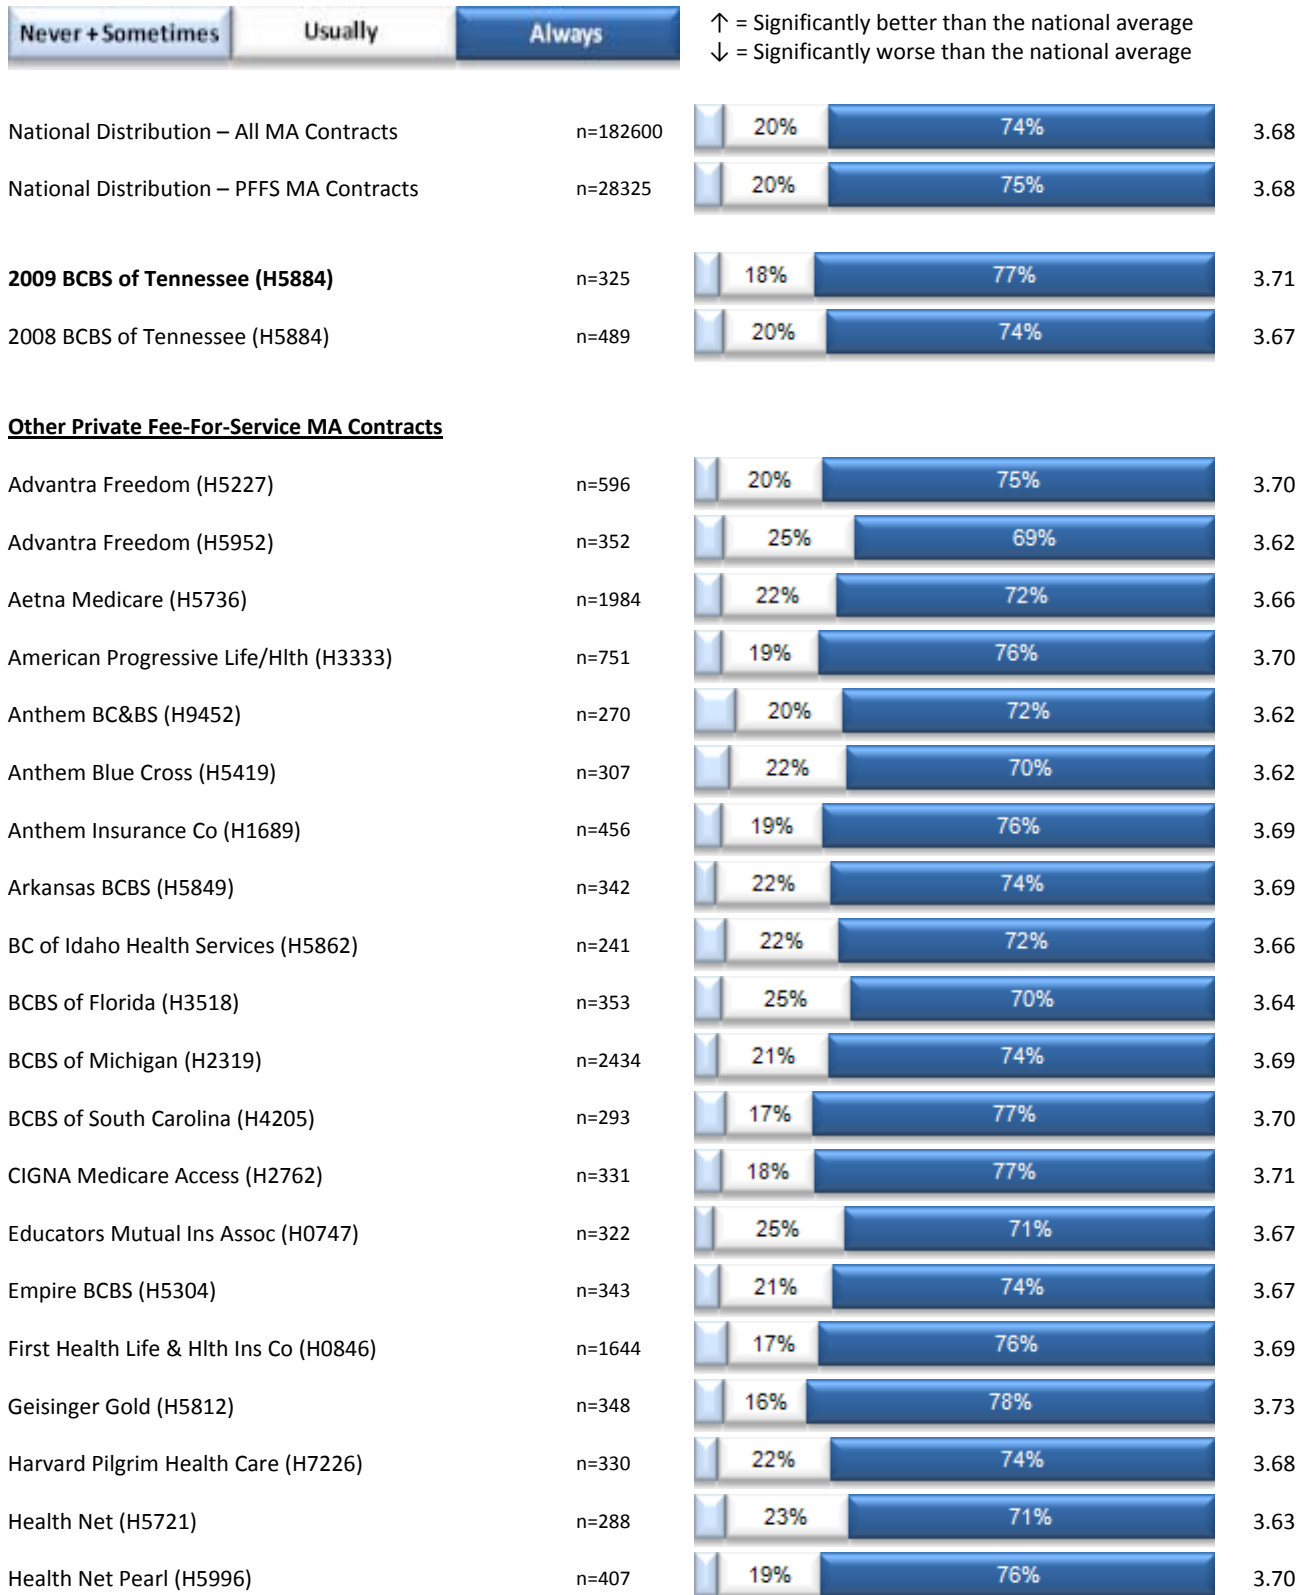 Never + Sometimes Usually Always
↑ = Significantly better than the national average
↓ = Significantly worse than the national average
National Distribution – All MA Contracts n=182600 20% 74% 3.68
National Distribution – PFFS MA Contracts n=28325 20% 75% 3.68
2009 BCBS of Tennessee (H5884) n=325 18% 77% 3.71
2008 BCBS of Tennessee (H5884) n=489 20% 74% 3.67
Other Private Fee-For-Service MA Contracts
Advantra Freedom (H5227) n=596 20% 75% 3.70
Advantra Freedom (H5952) n=352 25% 69% 3.62
Aetna Medicare (H5736) n=1984 22% 72% 3.66
American Progressive Life/Hlth (H3333) n=751 19% 76% 3.70
Anthem BC&BS (H9452) n=270 20% 72% 3.62
Anthem Blue Cross (H5419) n=307 22% 70% 3.62
Anthem Insurance Co (H1689) n=456 19% 76% 3.69
Arkansas BCBS (H5849) n=342 22% 74% 3.69
BC of Idaho Health Services (H5862) n=241 22% 72% 3.66
BCBS of Florida (H3518) n=353 25% 70% 3.64
BCBS of Michigan (H2319) n=2434 21% 74% 3.69
BCBS of South Carolina (H4205) n=293 17% 77% 3.70
CIGNA Medicare Access (H2762) n=331 18% 77% 3.71
Educators Mutual Ins Assoc (H0747) n=322 25% 71% 3.67
Empire BCBS (H5304) n=343 21% 74% 3.67
First Health Life & Hlth Ins Co (H0846) n=1644 17% 76% 3.69
Geisinger Gold (H5812) n=348 16% 78% 3.73
Harvard Pilgrim Health Care (H7226) n=330 22% 74% 3.68
Health Net (H5721) n=288 23% 71% 3.63
Health Net Pearl (H5996) n=407 19% 76% 3.70